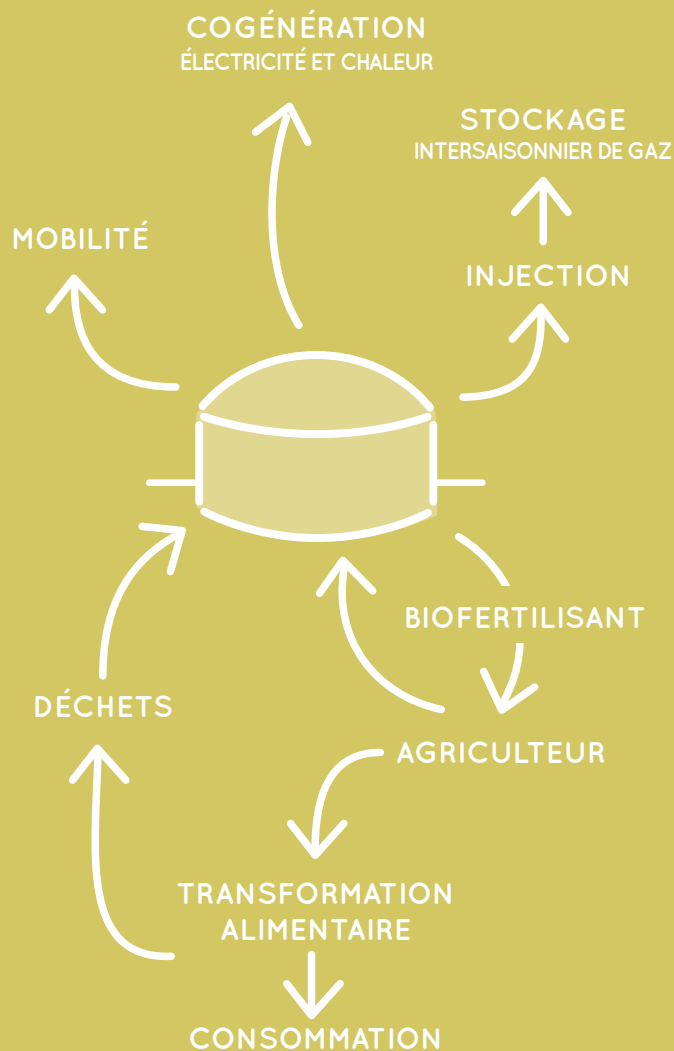 COGÉNÉRATION
ÉLECTRICITÉ ET CHALEUR
STOCKAGE
INTERSAISONNIER DE GAZ
MOBILITÉ
INJECTION
BIOFERTILISANT
DÉCHETS
AGRICULTEUR
TRANSFORMATION
ALIMENTAIRE
CONSOMMATION